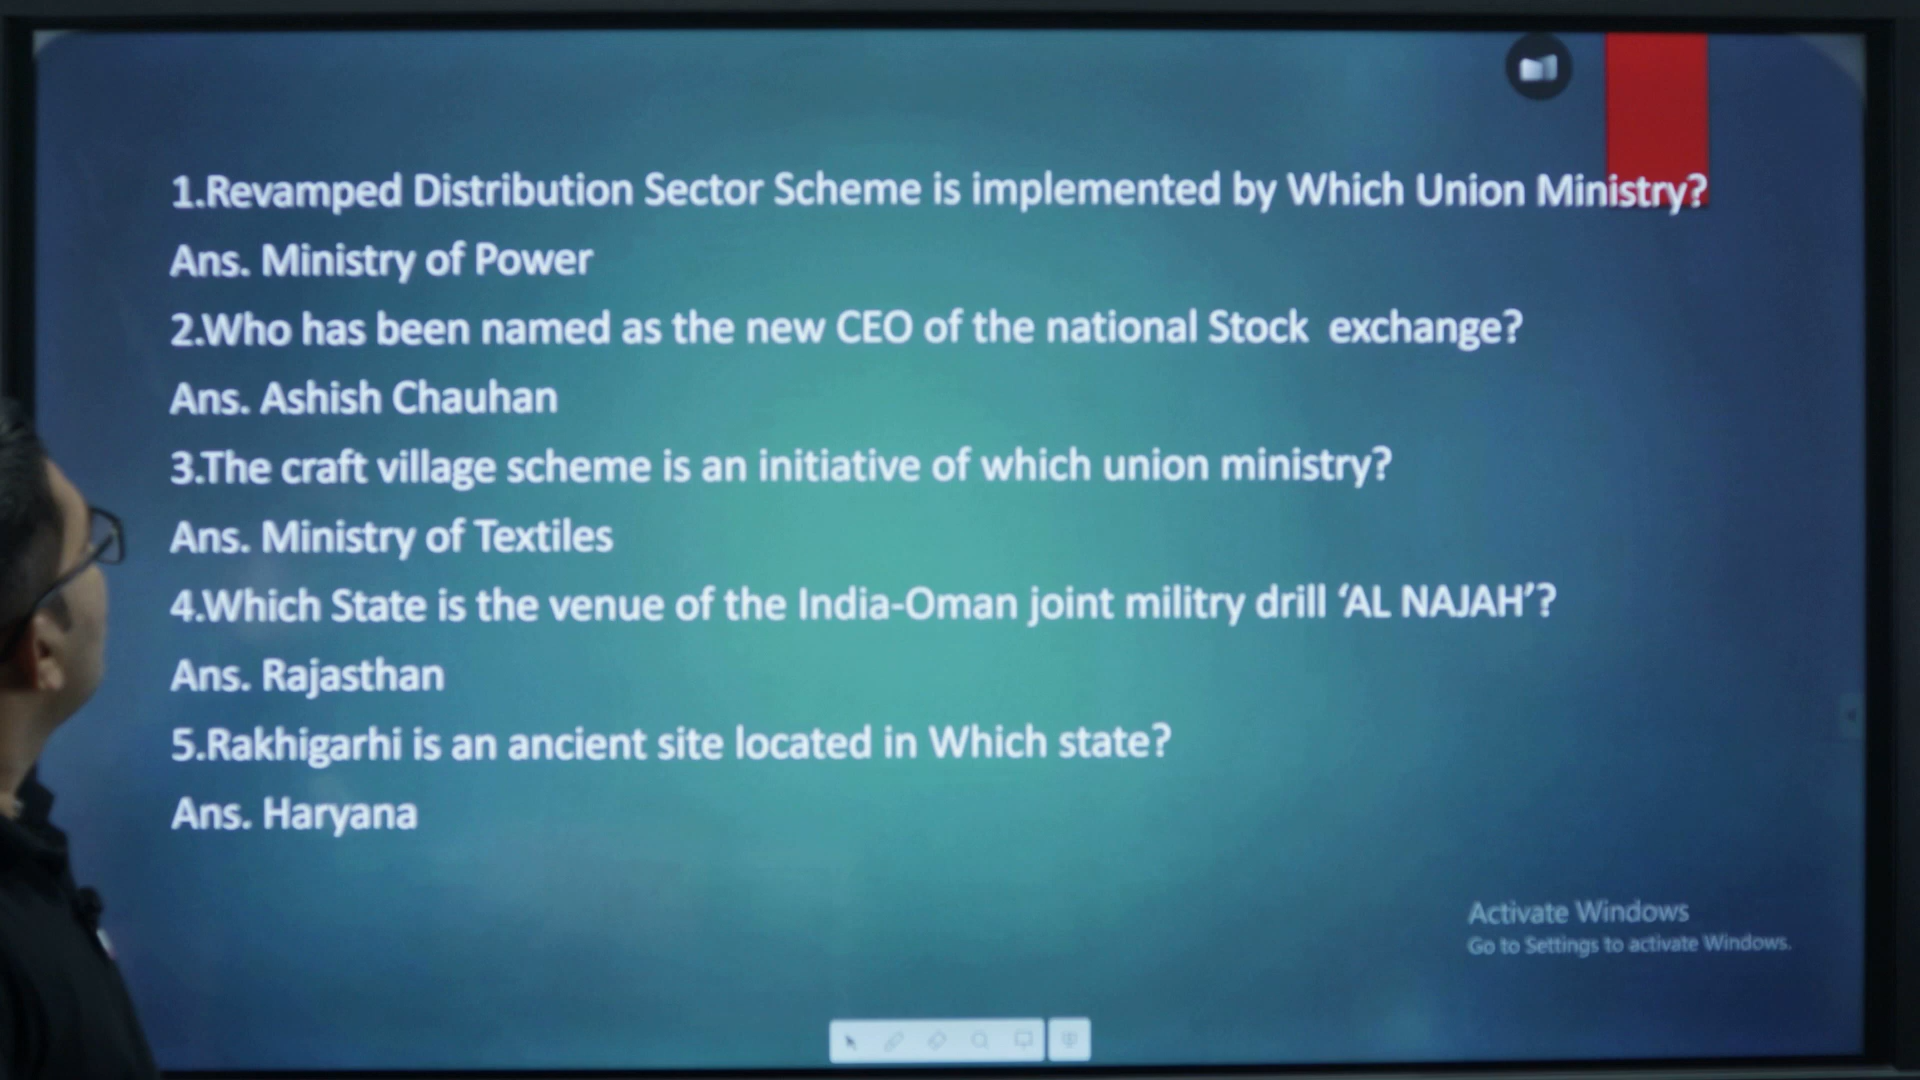 1.Revamped Distribution Sector Scheme is implemented by Which Union Ministry?
Ans. Ministry of Power
2.Who has been named as the new CEO of the national Stock  exchange?
Ans. Ashish Chauhan
3.The craft village scheme is an initiative of which union ministry?
Ans. Ministry of Textiles
4.Which State is the venue of the India-Oman joint militry drill ‘AL NAJAH’?
Ans. Rajasthan
5.Rakhigarhi is an ancient site located in Which state?
Ans. Haryana
Activate Windows
Go to Settings to activate Windows.